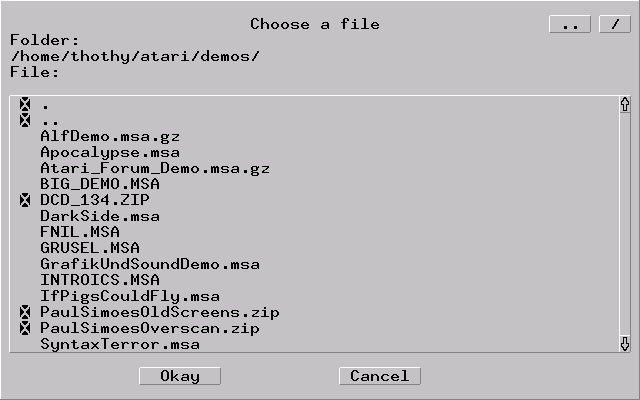 Choose a file
.. /
Folder:
/home/thothy/atari/demos/
File:
.
..
AlfDemo.msa.gz
Apocalypse.msa
Atari_Forum_Demo.msa.gz
BIG_DEMO.MSA
DCD_134.ZIP
DarkSide.msa
FNIL.MSA
GRUSEL.MSA
GrafikUndSoundDemo.msa
INTROICS.MSA
IfPigsCouldFly.msa
PaulSimoesOldScreens.zip
PaulSimoesOverscan.zip
SyntaxTerror.msa
Okay Cancel